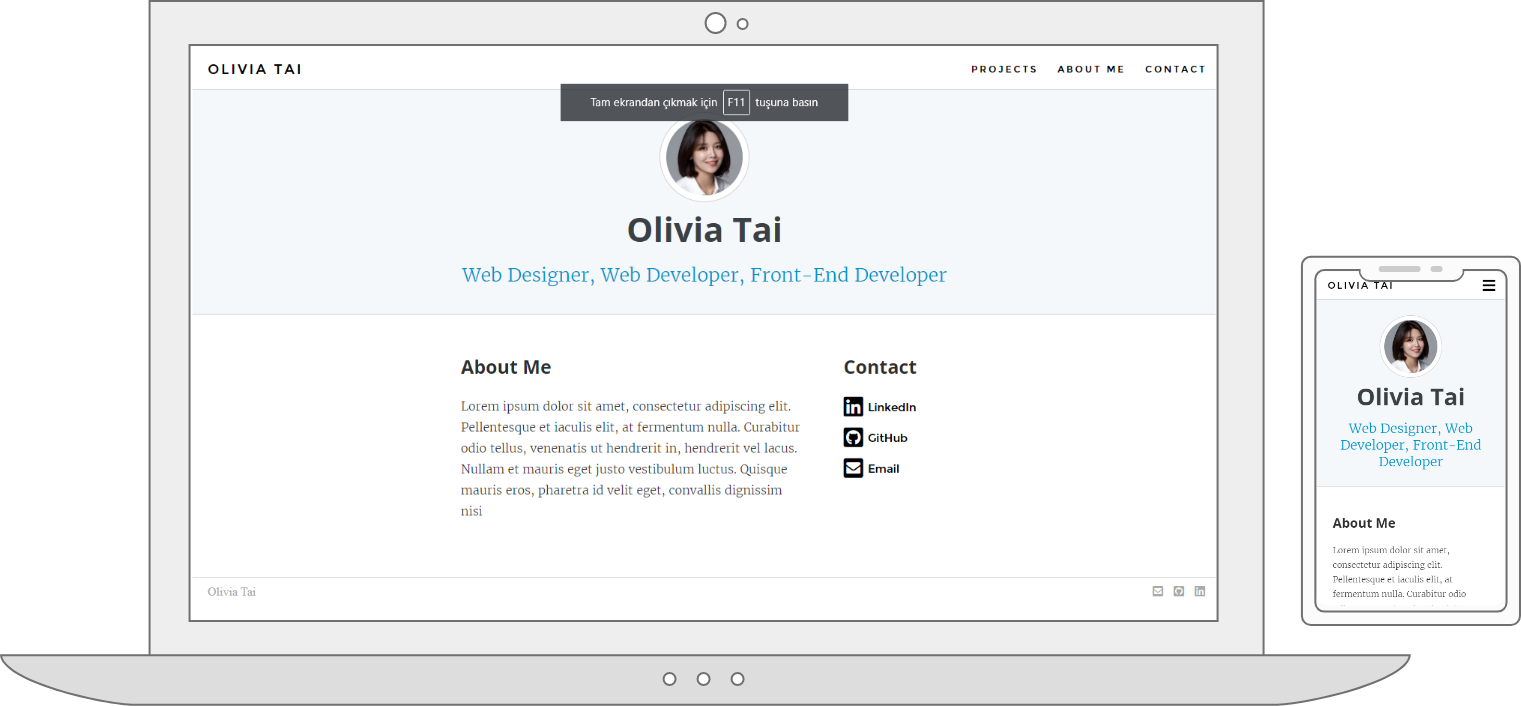 OLIVIA TAI
PROJECTS ABOUT ME CONTACT
Tam ekrandan çıkmak için F11 tuşuna basın
Olivia Tai
Web Designer, Web Developer, Front-End Developer
About Me
Lorem ipsum dolor sit amet, consectetur adipiscing elit.
Pellentesque et iaculis elit, at fermentum nulla. Curabitur
odio tellus, venenatis ut hendrerit in, hendrerit vel lacus.
Nullam et mauris eget justo vestibulum luctus. Quisque
mauris eros, pharetra id velit eget, convallis dignissim
nisi
Contact
LinkedIn
GitHub
Email
Olivia Tai
OLIVIA TAI
Olivia Tai
Web Designer, Web
Developer, Front-End
Developer
About Me
Lorem ipsum dolor sit amet,
consectetur adipiscing elit.
Pellentesque et iaculis elit, at
fermentum nulla. Curabitur odio